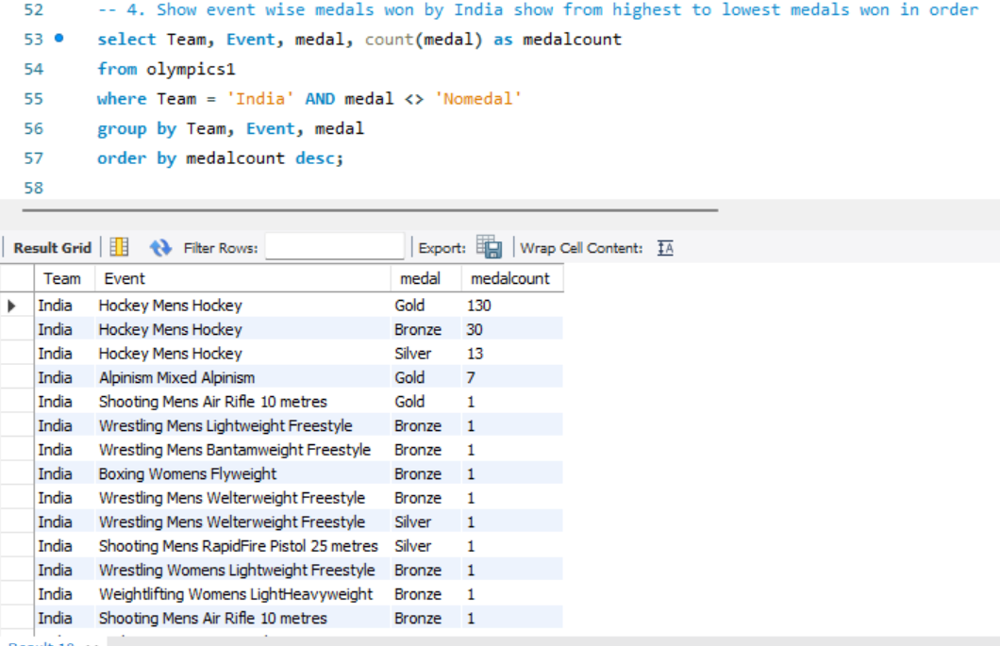 52 -- 4. Show event wise medals won by India show from highest to lowest medals won in order
53 select Team, Event, medal, count(medal) as medalcount
54 from olympics1
55 where Team = 'India' AND medal <> 'Nomedal'
56 group by Team, Event, medal
57 order by medalcount desc;
58
Result Grid Filter Rows: Export: Wrap Cell Content: IA
Team Event medal medalcount
India Hockey Mens Hockey Gold 130
India Hockey Mens Hockey Bronze 30
India Hockey Mens Hockey Silver 13
India Alpinism Mixed Alpinism Gold 7
India Shooting Mens Air Rifle 10 metres Gold 1
India Wrestling Mens Lightweight Freestyle Bronze 1
India Wrestling Mens Bantamweight Freestyle Bronze 1
India Boxing Womens Flyweight Bronze 1
India Wrestling Mens Welterweight Freestyle Bronze 1
India Wrestling Mens Welterweight Freestyle Silver 1
India Shooting Mens RapidFire Pistol 25 metres Silver 1
India Wrestling Womens Lightweight Freestyle Bronze 1
India Weightlifting Womens LightHeavyweight Bronze 1
India Shooting Mens Air Rifle 10 metres Bronze 1